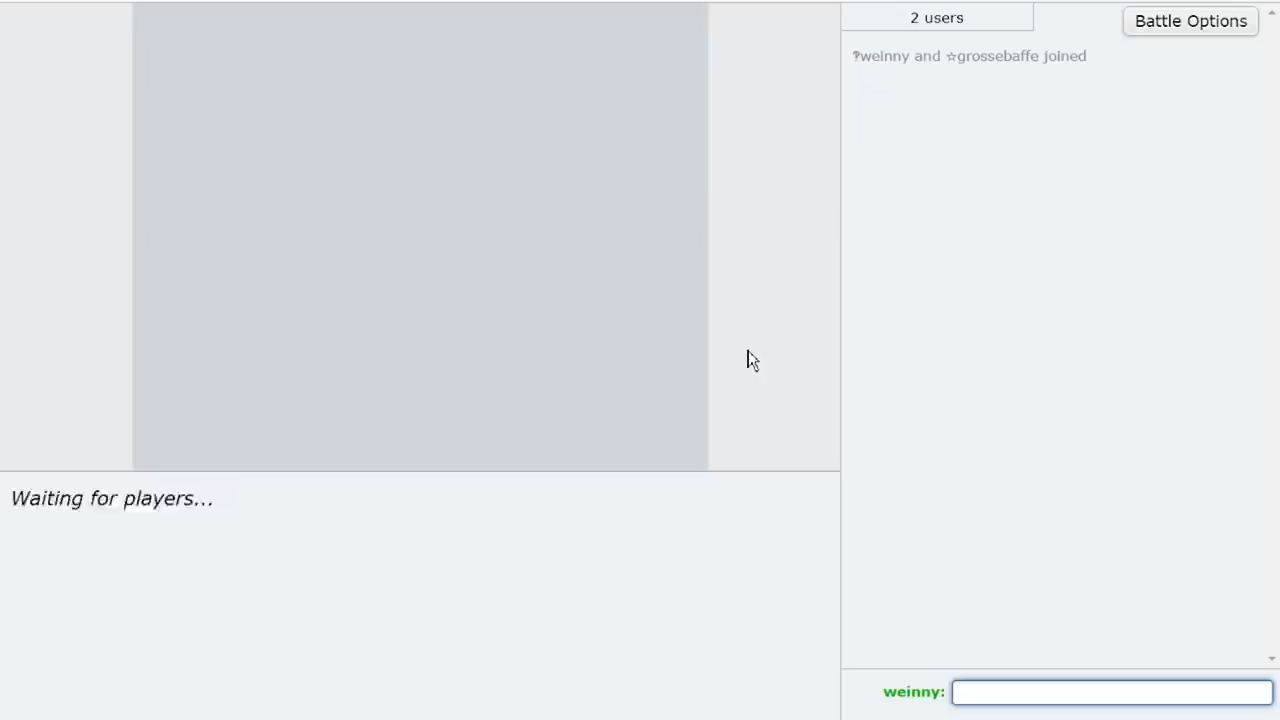 2 users
Battle Options
‽weinny and ☆grossebaffe joined
Waiting for players...
weinny: